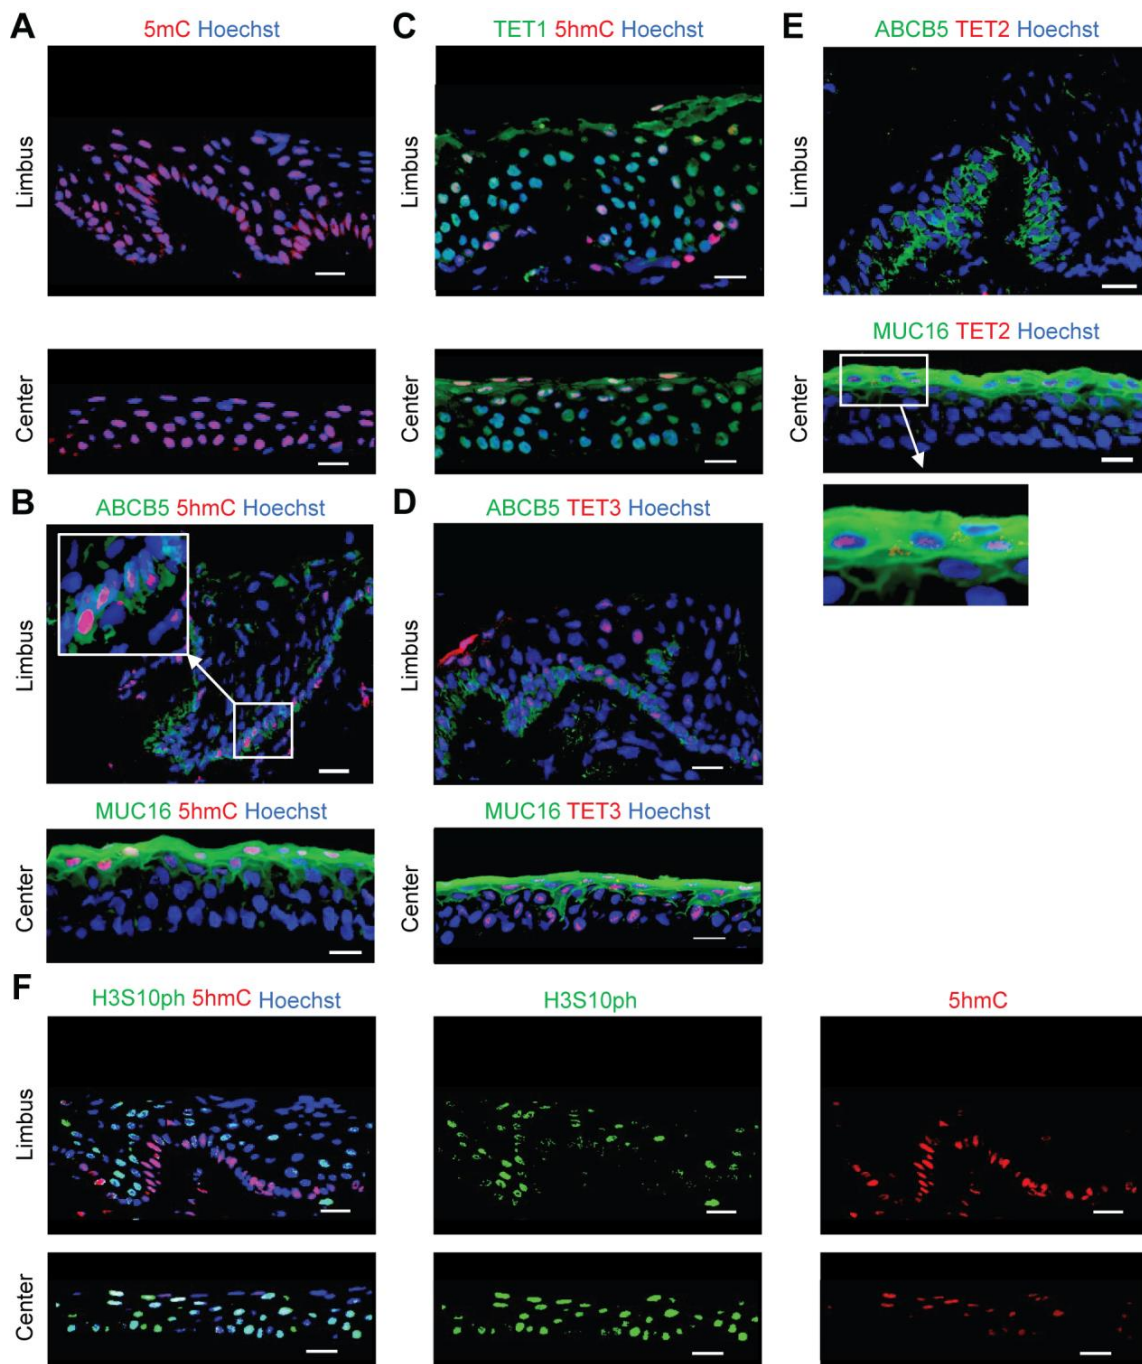 A
5mC Hoechst
Limbus
Center
B
ABCB5 5hmC Hoechst
Limbus
MUC16 5hmC Hoechst
Center
C
TET1 5hmC Hoechst
Limbus
Center
D
ABCB5 TET3 Hoechst
Limbus
MUC16 TET3 Hoechst
Center
E
ABCB5 TET2 Hoechst
Limbus
MUC16 TET2 Hoechst
Center
F
H3S10ph 5hmC Hoechst
H3S10ph
5hmC
Limbus
Center